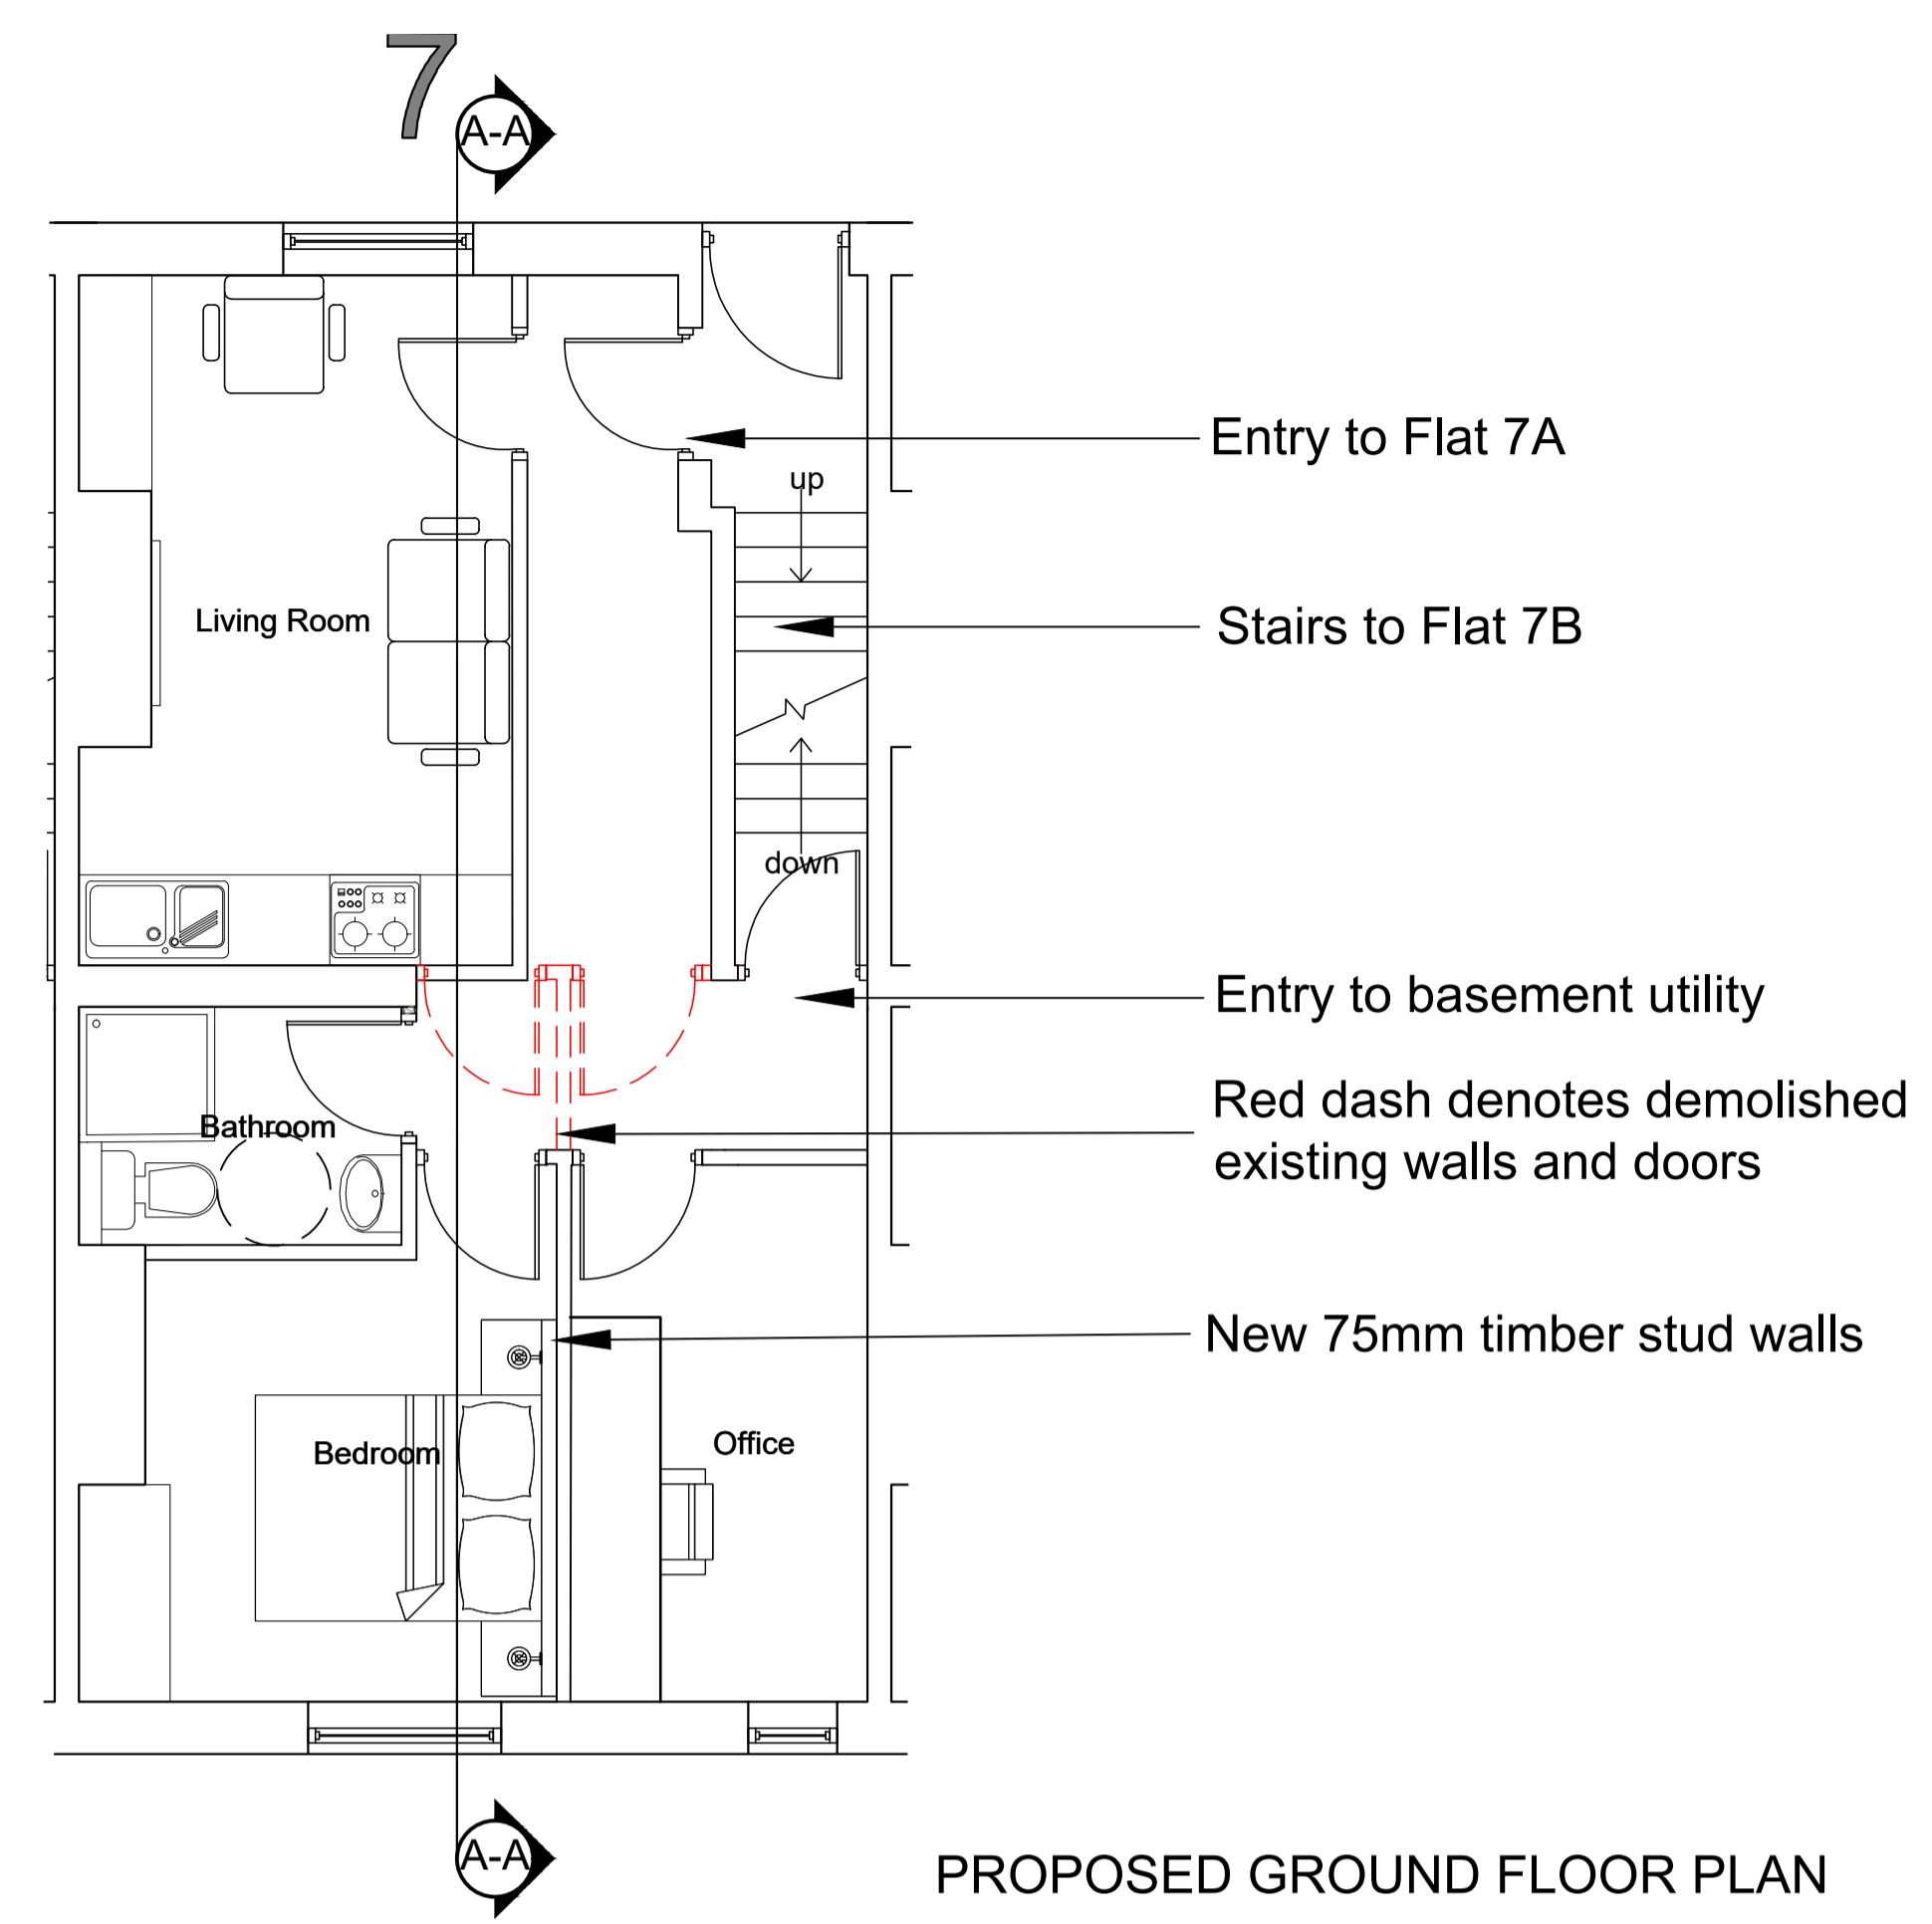 7
A-A
Entry to Flat 7A
up
Stairs to Flat 7B
Living Room
down
Entry to basement utility
Red dash denotes demolished
existing walls and doors
Bathroom
New 75mm timber stud walls
Bedroom
Office
A-A
PROPOSED GROUND FLOOR PLAN